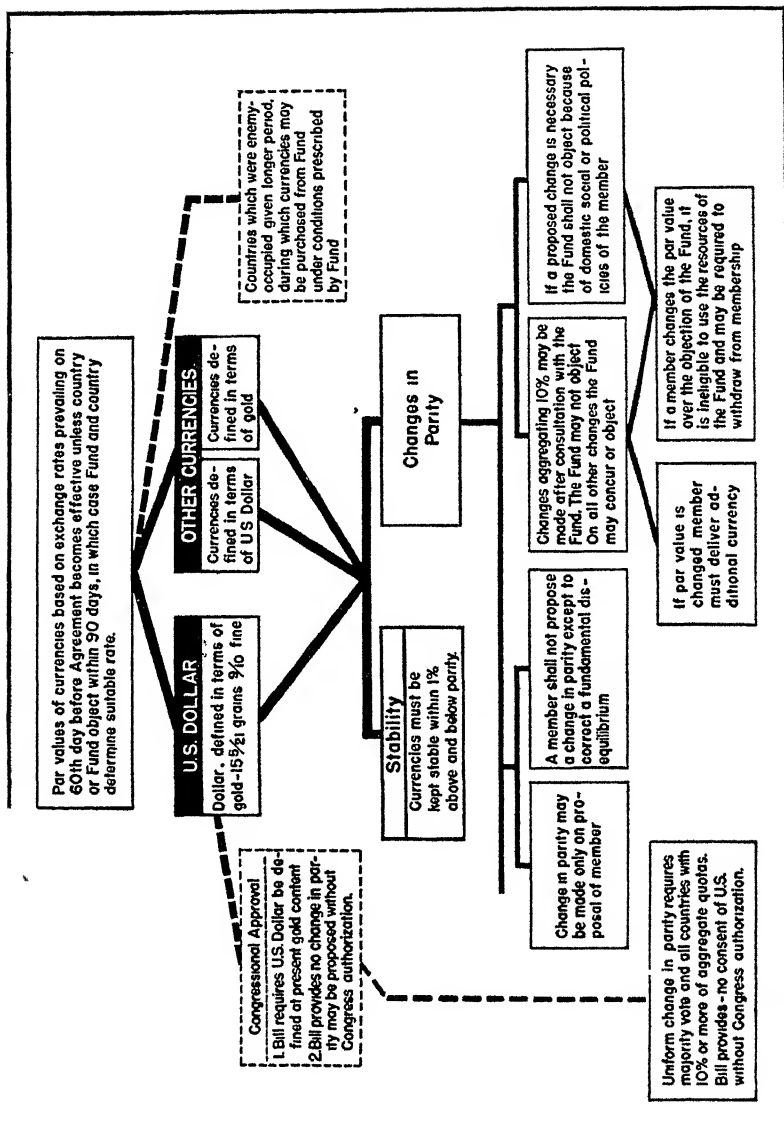 Par values of currencies based on exchange rates prevailing on
60th day before Agreement becomes effective unless country
or Fund object within 90 days, in which case Fund and country
determine suitable rate.
U.S. DOLLAR
Dollar. defined in terms of
gold-15 5/21 grains 9/10 fine
OTHER CURRENCIES.
Currencies de-
fined in terms
of U S Dollar
Currencies de-
fined in terms
of gold
Countries which were enemy-
occupied given longer period,
during which currencies may
be purchased from Fund
under conditions prescribed
by Fund
Congressional Approval
1. Bill requires U.S. Dollar be de-
fined at present gold content
2. Bill provides no change in par-
ity may be proposed without
Congress authorization.
Stability
Currencies must be
kept stable within 1%
above and below parity.
Changes in
Parity
Change in parity may
be made only on pro-
posal of member
A member shall not propose
a change in parity except to
correct a fundamental dis-
equilibrium
Changes aggregating 10% may be
made after consultation with the
Fund. The Fund may not object
On all other changes the Fund
may concur or object
If a proposed change is necessary
the Fund shall not object because
of domestic social or political pol-
icies of the member
Uniform change in parity requires
majority vote and all countries with
10% or more of aggregate quotas.
Bill provides-no consent of U.S.
without Congress authorization.
If par value is
changed member
must deliver ad-
ditional currency
If a member changes the par value
over the objection of the Fund, it
is ineligible to use the resources of
the Fund and may be required to
withdraw from membership